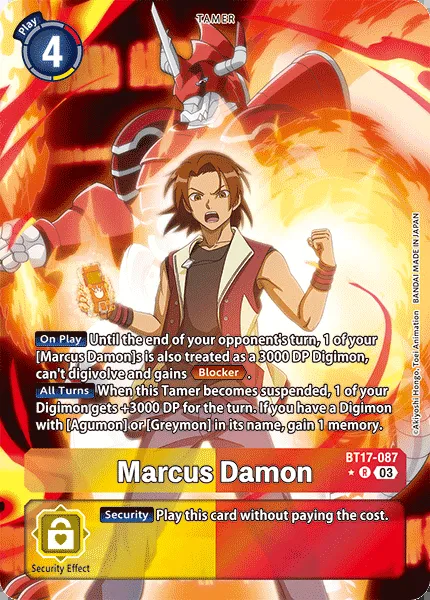 TAMER
Play
4
On Play Until the end of your opponent's turn, 1 of your
[Marcus Damon]s is also treated as a 3000 DP Digimon,
can't digivolve and gains Blocker .
All Turns When this Tamer becomes suspended, 1 of your
Digimon gets +3000 DP for the turn. If you have a Digimon
with [Agumon] or [Greymon] in its name, gain 1 memory.
©Akiyoshi Hongo, Toei Animation BANDAI MADE IN JAPAN
BT17-087
Marcus Damon
★ R 03
Security Play this card without paying the cost.
Security Effect